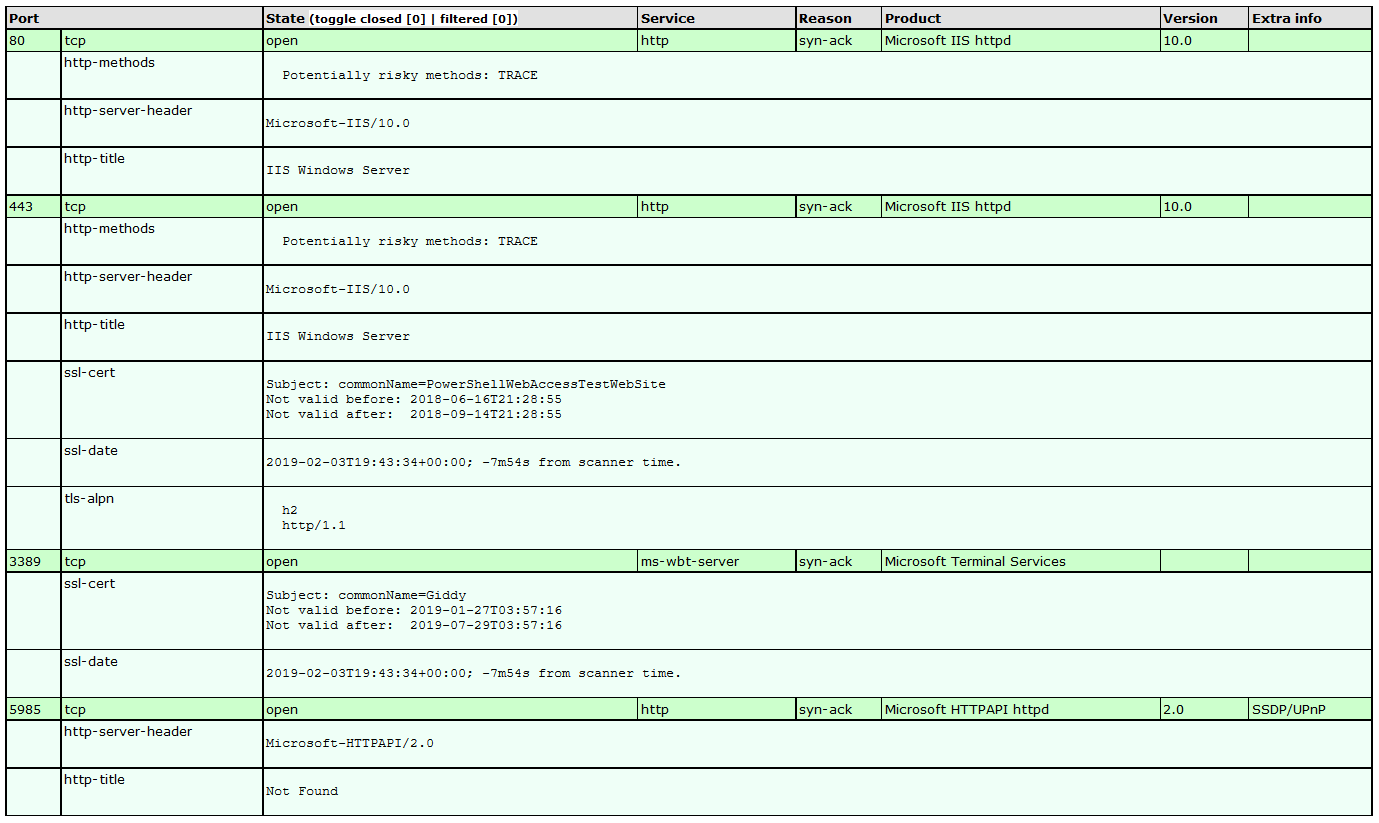 Port State (toggle closed [0] | filtered [0]) Service Reason Product Version Extra info
80 tcp open http syn-ack Microsoft IIS httpd 10.0
http-methods
Potentially risky methods: TRACE
http-server-header
Microsoft-IIS/10.0
http-title
IIS Windows Server
443 tcp open http syn-ack Microsoft IIS httpd 10.0
http-methods
Potentially risky methods: TRACE
http-server-header
Microsoft-IIS/10.0
http-title
IIS Windows Server
ssl-cert
Subject: commonName=PowerShellWebAccessTestWebSite
Not valid before: 2018-06-16T21:28:55
Not valid after:  2018-09-14T21:28:55
ssl-date
2019-02-03T19:43:34+00:00; -7m54s from scanner time.
tls-alpn
h2
http/1.1
3389 tcp open ms-wbt-server syn-ack Microsoft Terminal Services
ssl-cert
Subject: commonName=Giddy
Not valid before: 2019-01-27T03:57:16
Not valid after:  2019-07-29T03:57:16
ssl-date
2019-02-03T19:43:34+00:00; -7m54s from scanner time.
5985 tcp open http syn-ack Microsoft HTTPAPI httpd 2.0 SSDP/UPnP
http-server-header
Microsoft-HTTPAPI/2.0
http-title
Not Found